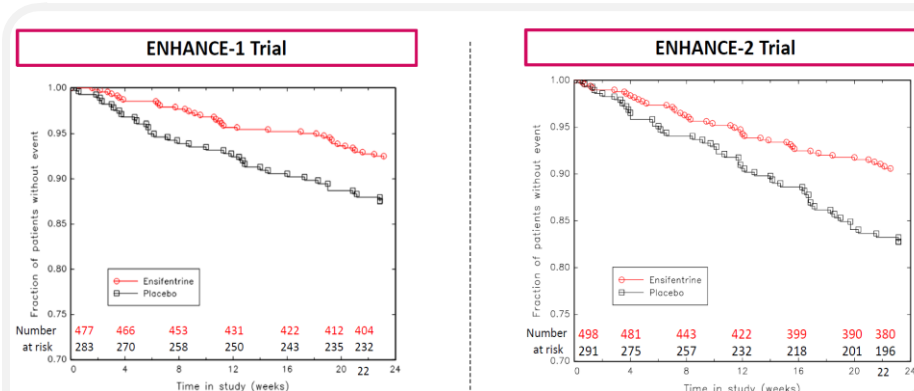 ENHANCE-1 Trial
1.00
0.95
0.90
0.85
0.80
0.75
0.70
Fraction of patients without event
Ensifentrine
Placebo
Number at risk
477 466 453 431 422 412 404
283 270 258 250 243 235 232
0 4 8 12 16 20 22 24
Time in study (weeks)
ENHANCE-2 Trial
1.00
0.95
0.90
0.85
0.80
0.75
0.70
Fraction of patients without event
Ensifentrine
Placebo
Number at risk
498 481 443 422 399 390 380
291 275 257 232 218 201 196
0 4 8 12 16 20 22 24
Time in study (weeks)